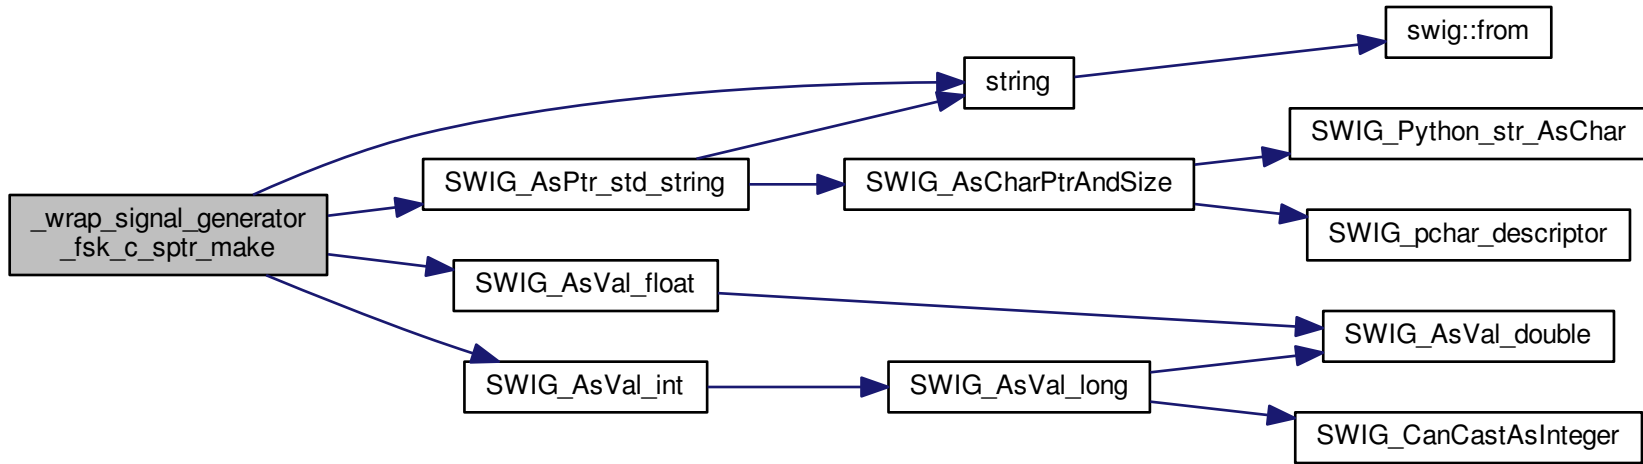 swig::from
string
SWIG_Python_str_AsChar
SWIG_AsPtr_std_string
SWIG_AsCharPtrAndSize
_wrap_signal_generator
_fsk_c_sptr_make
SWIG_pchar_descriptor
SWIG_AsVal_float
SWIG_AsVal_double
SWIG_AsVal_int
SWIG_AsVal_long
SWIG_CanCastAsInteger